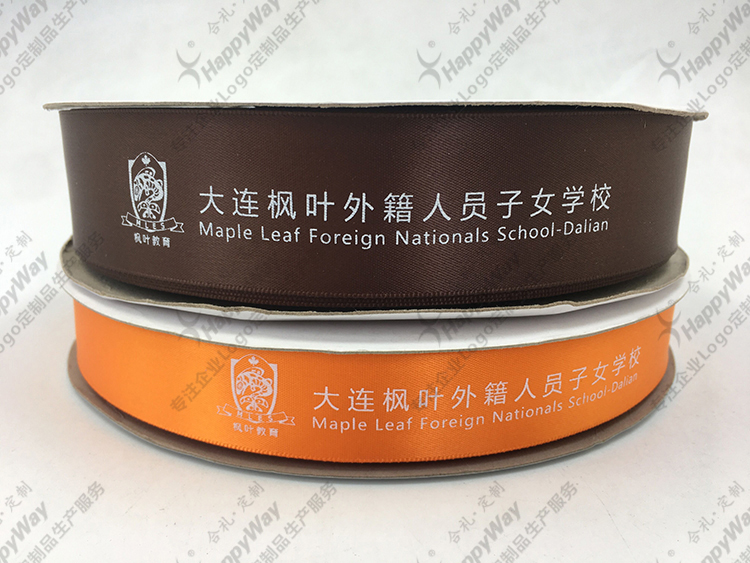 大连枫叶外籍人员子女学校
Maple Leaf Foreign Nationals School-Dalian
MLES
枫叶教育
大连枫叶外籍人员子女学校
Maple Leaf Foreign Nationals School-Dalian
MLES
枫叶教育
合礼·定制
HappyWay
专注企业Logo定制品生产服务